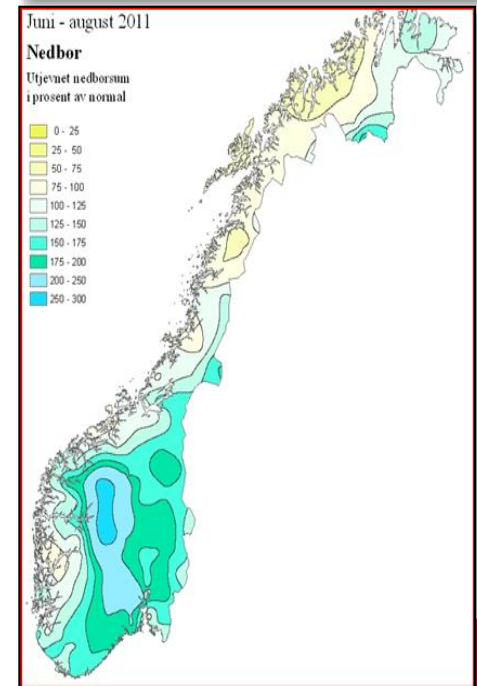 Juni - august 2011
Nedbør
Utjevnet nedborsum
i prosent av normal
0 - 25
25 - 50
50 - 75
75 - 100
100 - 125
125 - 150
150 - 175
175 - 200
200 - 250
250 - 300